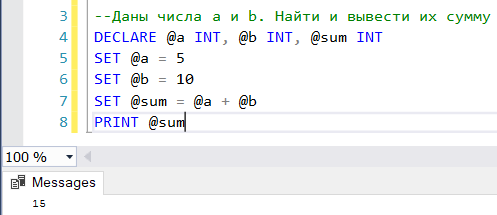 3 --Даны числа a и b. Найти и вывести их сумму
4 DECLARE @a INT, @b INT, @sum INT
5 SET @a = 5
6 SET @b = 10
7 SET @sum = @a + @b
8 PRINT @sum
100 %
Messages
15